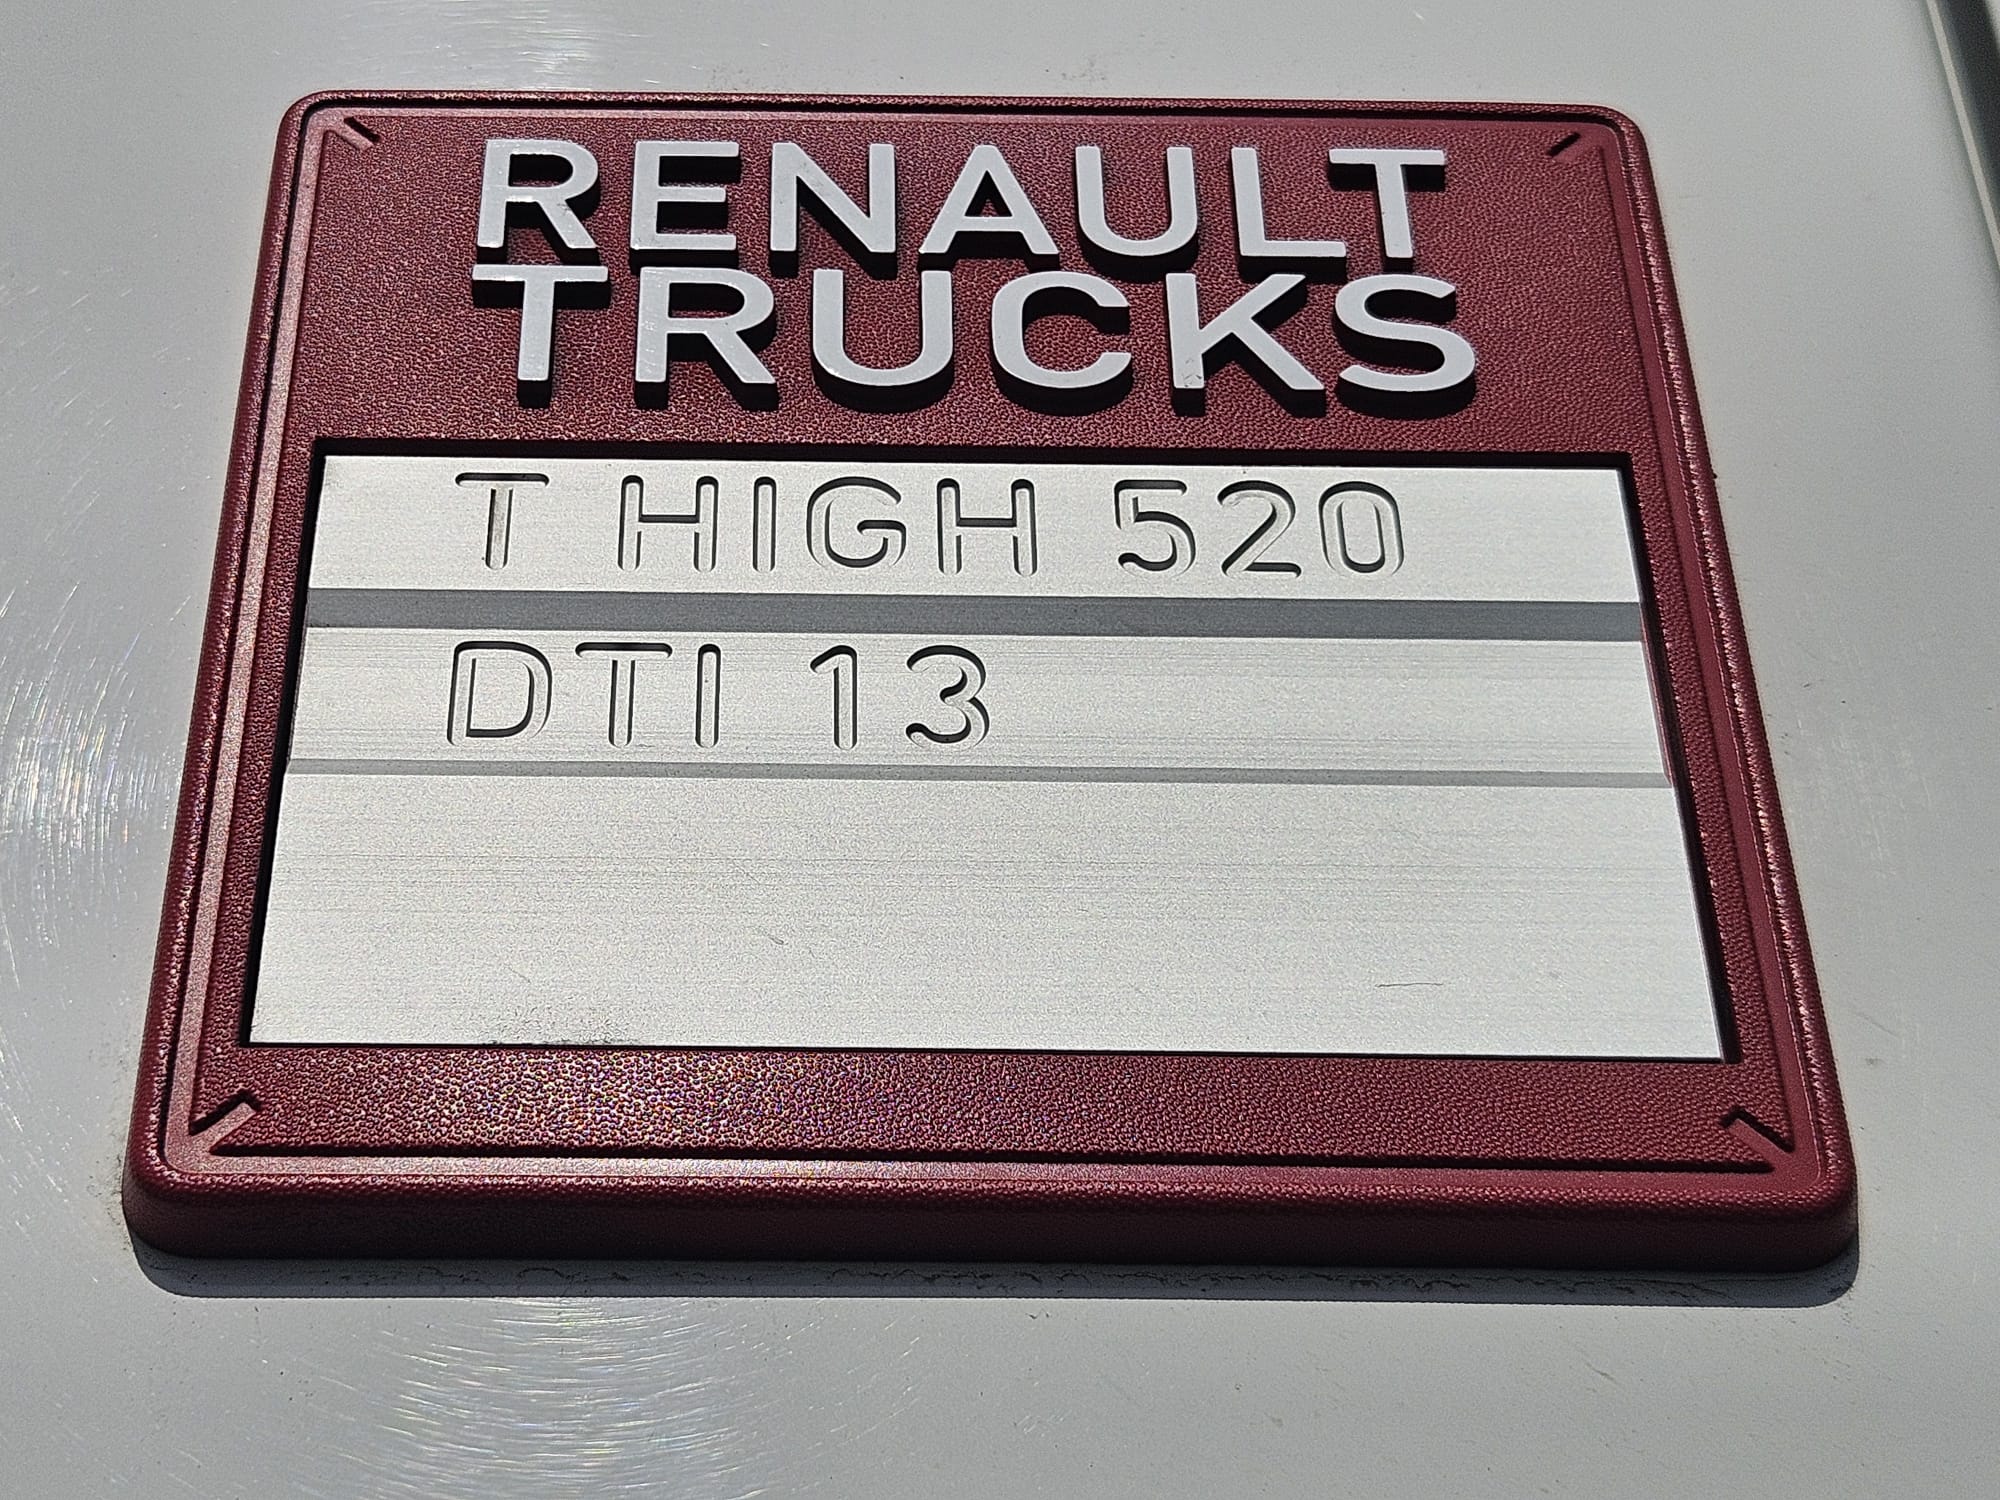 RENAULT
TRUCKS
T HIGH 520
DTI 13